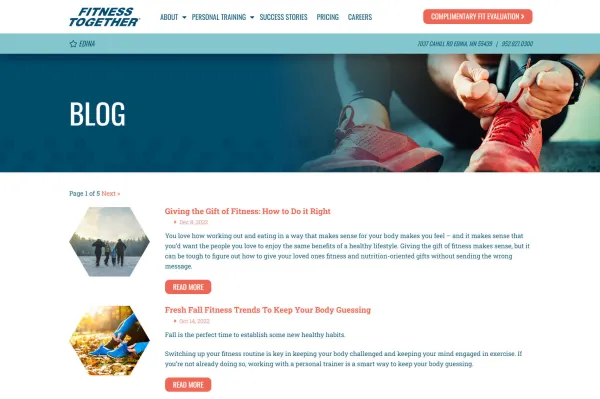 FITNESS TOGETHER®
ABOUT PERSONAL TRAINING SUCCESS STORIES PRICING CAREERS
COMPLIMENTARY FIT EVALUATION >
EDINA
7037 CAHILL RD EDINA, MN 55439 | 952.927.0300
BLOG
Page 1 of 5 Next »
Giving the Gift of Fitness: How to Do it Right
You love how working out and eating in a way that makes sense for your body makes you feel – and it makes sense that
you'd want the people you love to enjoy the same benefits of a healthy lifestyle. Giving the gift of fitness makes sense, but it
can be tough to figure out how to give your loved ones fitness and nutrition-oriented gifts without sending the wrong
message.
READ MORE
Fresh Fall Fitness Trends To Keep Your Body Guessing
Oct 14, 2022
Fall is the perfect time to establish some new healthy habits.
Switching up your fitness routine is key in keeping your body challenged and keeping your mind engaged in exercise. If
you're not already doing so, working with a personal trainer is a smart way to keep your body guessing.
READ MORE